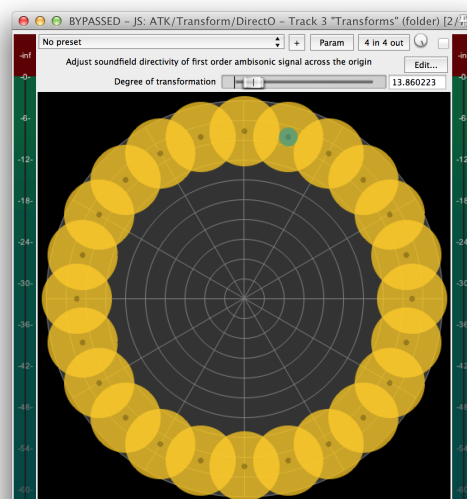 BYPASSED - JS: ATK/Transform/DirectO - Track 3 "Transforms" (folder) [2/
No preset + Param 4 in 4 out
-inf -inf
Adjust soundfield directivity of first order ambisonic signal across the origin Edit...
-0- -0-
Degree of transformation 13.860223
-6- -6-
-12- -12-
-18- -18-
-24- -24-
-30- -30-
-36- -36-
-42- -42-
-48- -48-
-54- -54-
-60- -60-